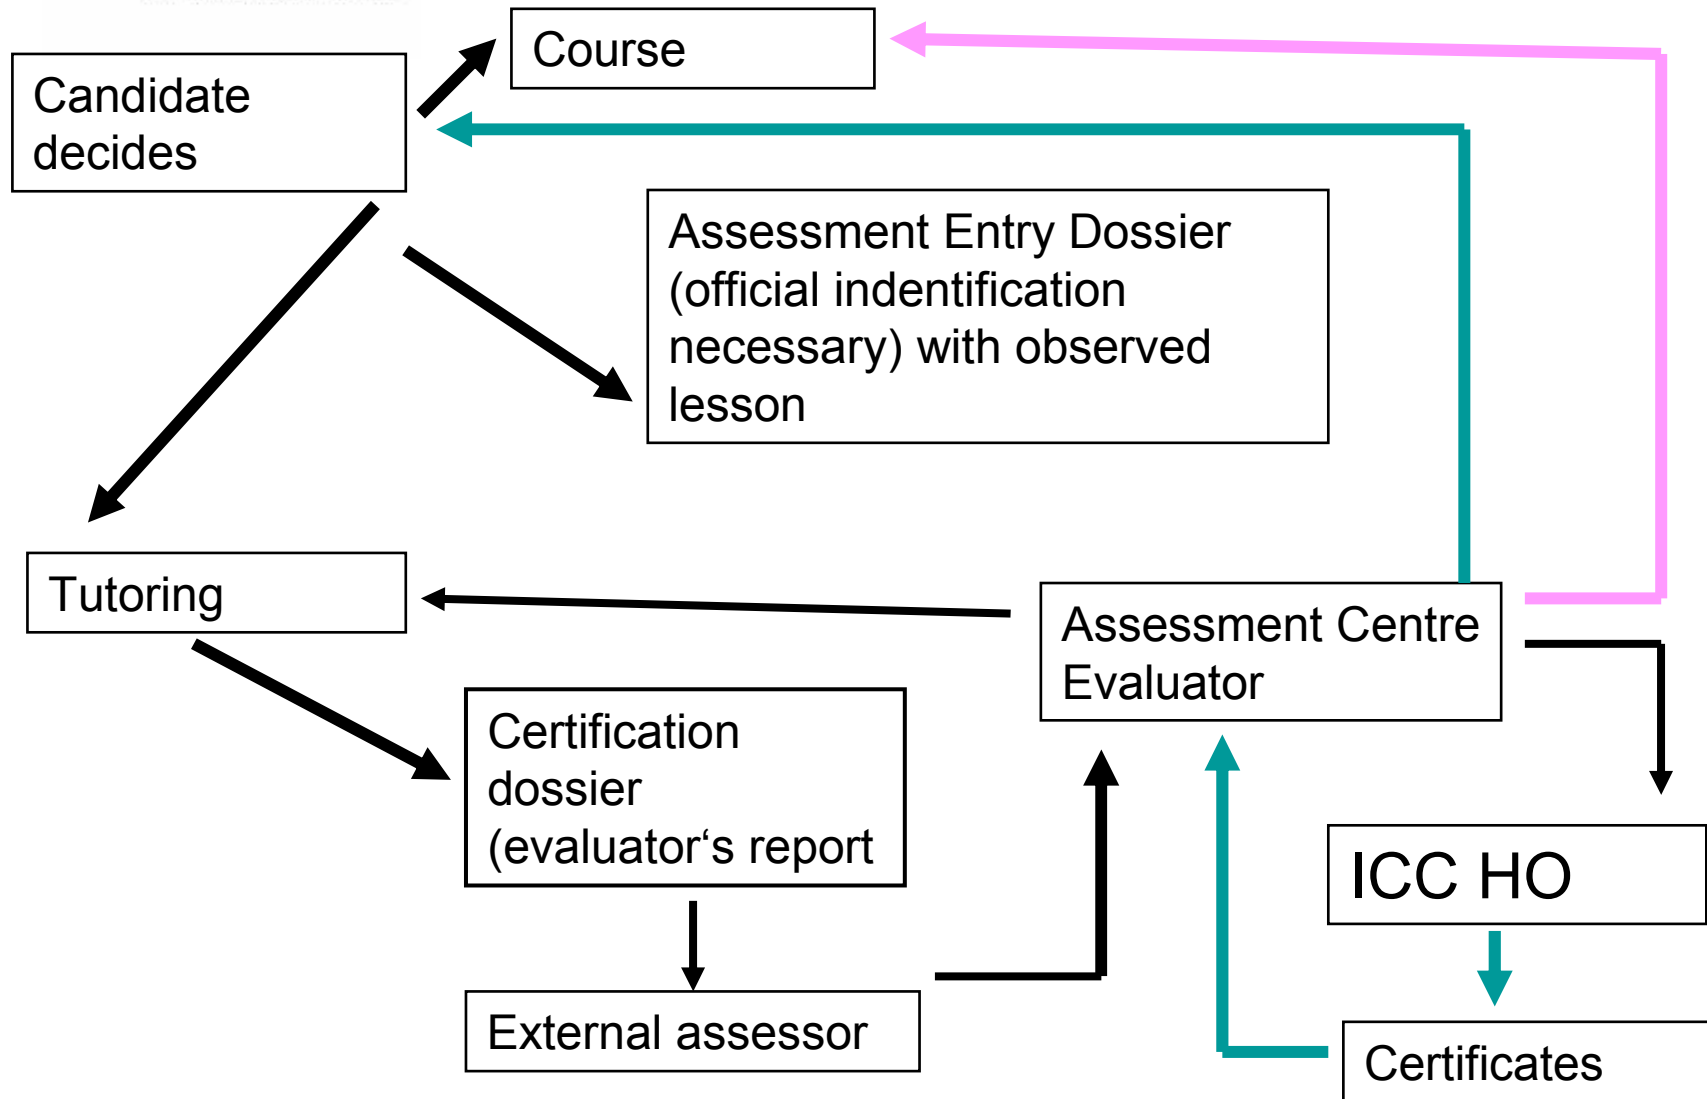 Course
Candidate
decides
Assessment Entry Dossier
(official indentification
necessary) with observed
lesson
Tutoring
Assessment Centre
Evaluator
Certification
dossier
(evaluator‘s report
ICC HO
External assessor
Certificates